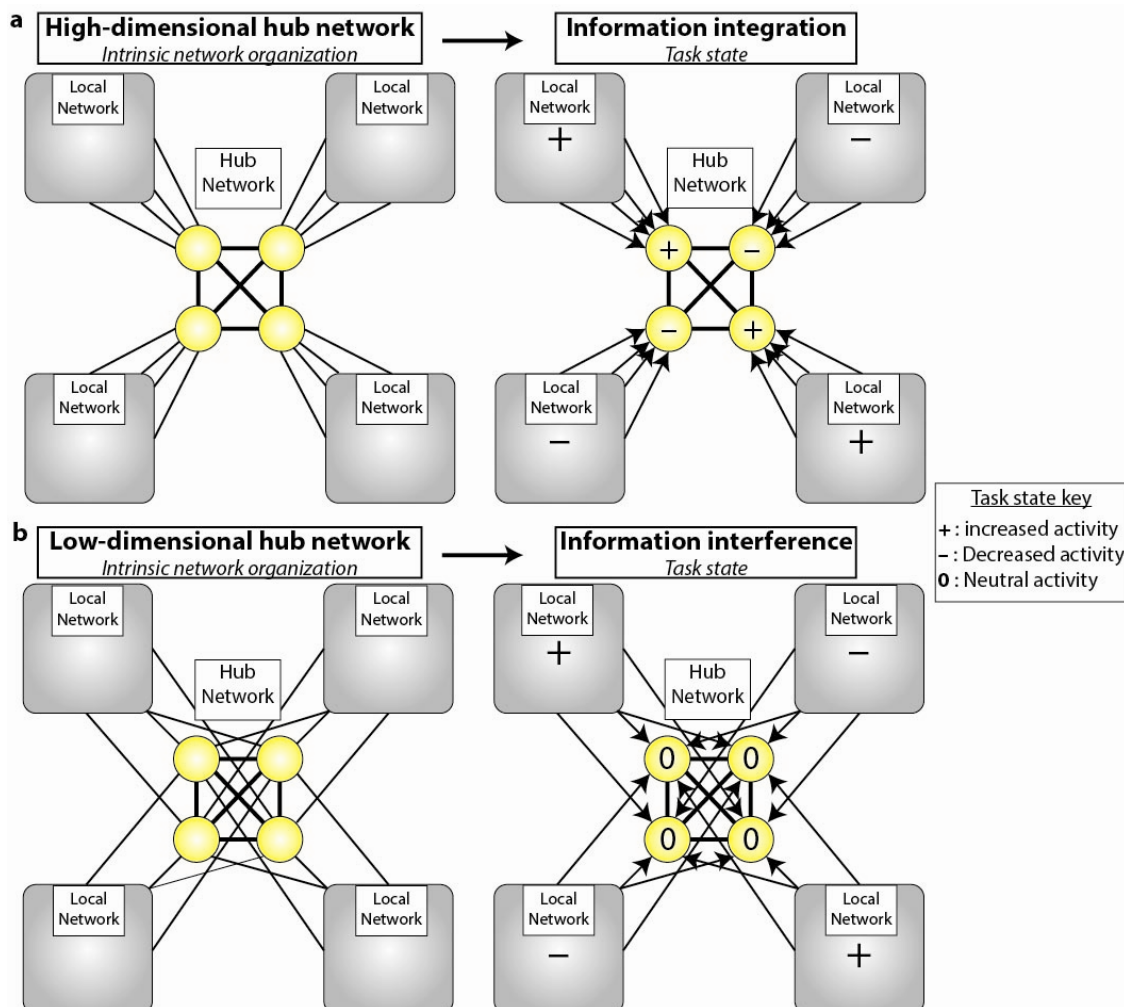 a
High-dimensional hub network
Intrinsic network organization
Information integration
Task state
Local
Network
Local
Network
Hub
Network
Local
Network
Local
Network
Local
Network
+
Local
Network
–
Hub
Network
+
–
–
+
Local
Network
–
Local
Network
+
Task state key
+ : increased activity
– : Decreased activity
0 : Neutral activity
b
Low-dimensional hub network
Intrinsic network organization
Information interference
Task state
Local
Network
Local
Network
Hub
Network
Local
Network
Local
Network
Local
Network
+
Local
Network
–
Hub
Network
0
0
0
0
Local
Network
–
Local
Network
+